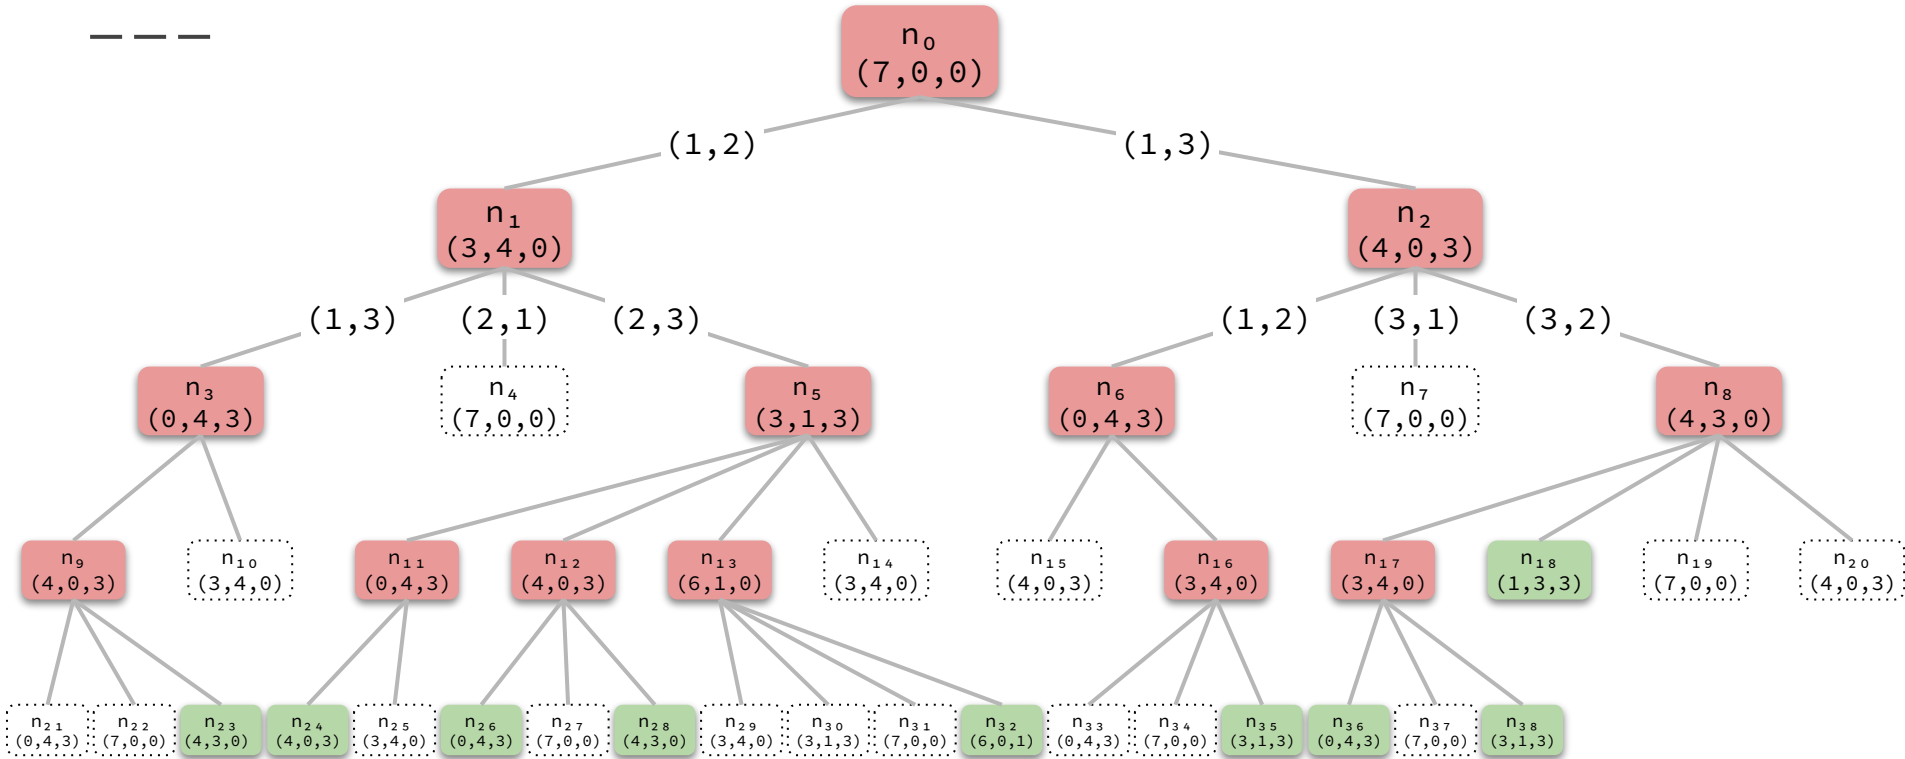 n₀
(7,0,0)
(1,2)
(1,3)
n₁
(3,4,0)
n₂
(4,0,3)
(1,3)
(2,1)
(2,3)
(1,2)
(3,1)
(3,2)
n₃
(0,4,3)
n₄
(7,0,0)
n₅
(3,1,3)
n₆
(0,4,3)
n₇
(7,0,0)
n₈
(4,3,0)
n₉
(4,0,3)
n₁₀
(3,4,0)
n₁₁
(0,4,3)
n₁₂
(4,0,3)
n₁₃
(6,1,0)
n₁₄
(3,4,0)
n₁₅
(4,0,3)
n₁₆
(3,4,0)
n₁₇
(3,4,0)
n₁₈
(1,3,3)
n₁₉
(7,0,0)
n₂₀
(4,0,3)
n₂₁
(0,4,3)
n₂₂
(7,0,0)
n₂₃
(4,3,0)
n₂₄
(4,0,3)
n₂₅
(3,4,0)
n₂₆
(0,4,3)
n₂₇
(7,0,0)
n₂₈
(4,3,0)
n₂₉
(3,4,0)
n₃₀
(3,1,3)
n₃₁
(7,0,0)
n₃₂
(6,0,1)
n₃₃
(0,4,3)
n₃₄
(7,0,0)
n₃₅
(3,1,3)
n₃₆
(0,4,3)
n₃₇
(7,0,0)
n₃₈
(3,1,3)